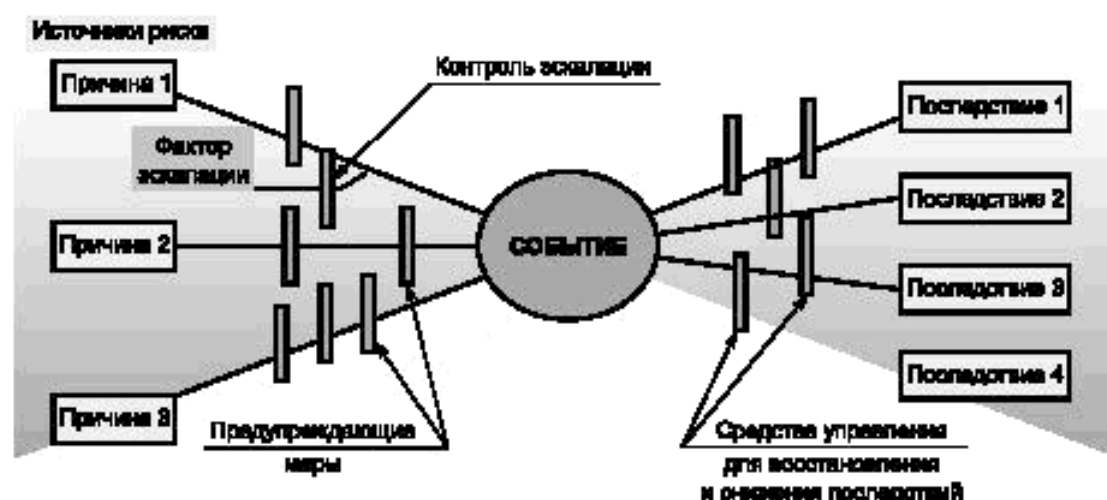 Источники риска
Причина 1
Контроль эскалации
Фактор
эскалации
Причина 2
Причина 3
СОБЫТИЕ
Последствие 1
Последствие 2
Последствие 3
Последствие 4
Предупреждающие
меры
Средства управления
для восстановления
и снижения последствий